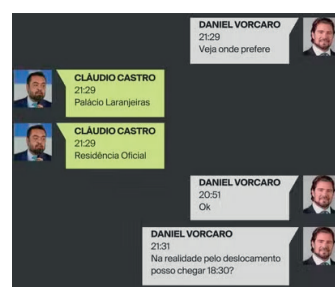 DANIEL VORCARO
21:29
Veja onde prefere
CLÁUDIO CASTRO
21:29
Palácio Laranjeiras
CLÁUDIO CASTRO
21:29
Residência Oficial
DANIEL VORCARO
20:51
Ok
DANIEL VORCARO
21:31
Na realidade pelo deslocamento
posso chegar 18:30?